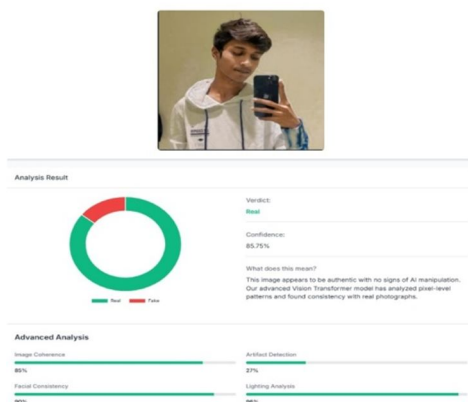 Analysis Result
Verdict:
Real
Confidence:
85.75%
What does this mean?
This image appears to be authentic with no signs of AI manipulation.
Our advanced Vision Transformer model has analyzed pixel-level
patterns and found consistency with real photographs.
Real Fake
Advanced Analysis
Image Coherence
85%
Artifact Detection
27%
Facial Consistency
90%
Lighting Analysis
96%